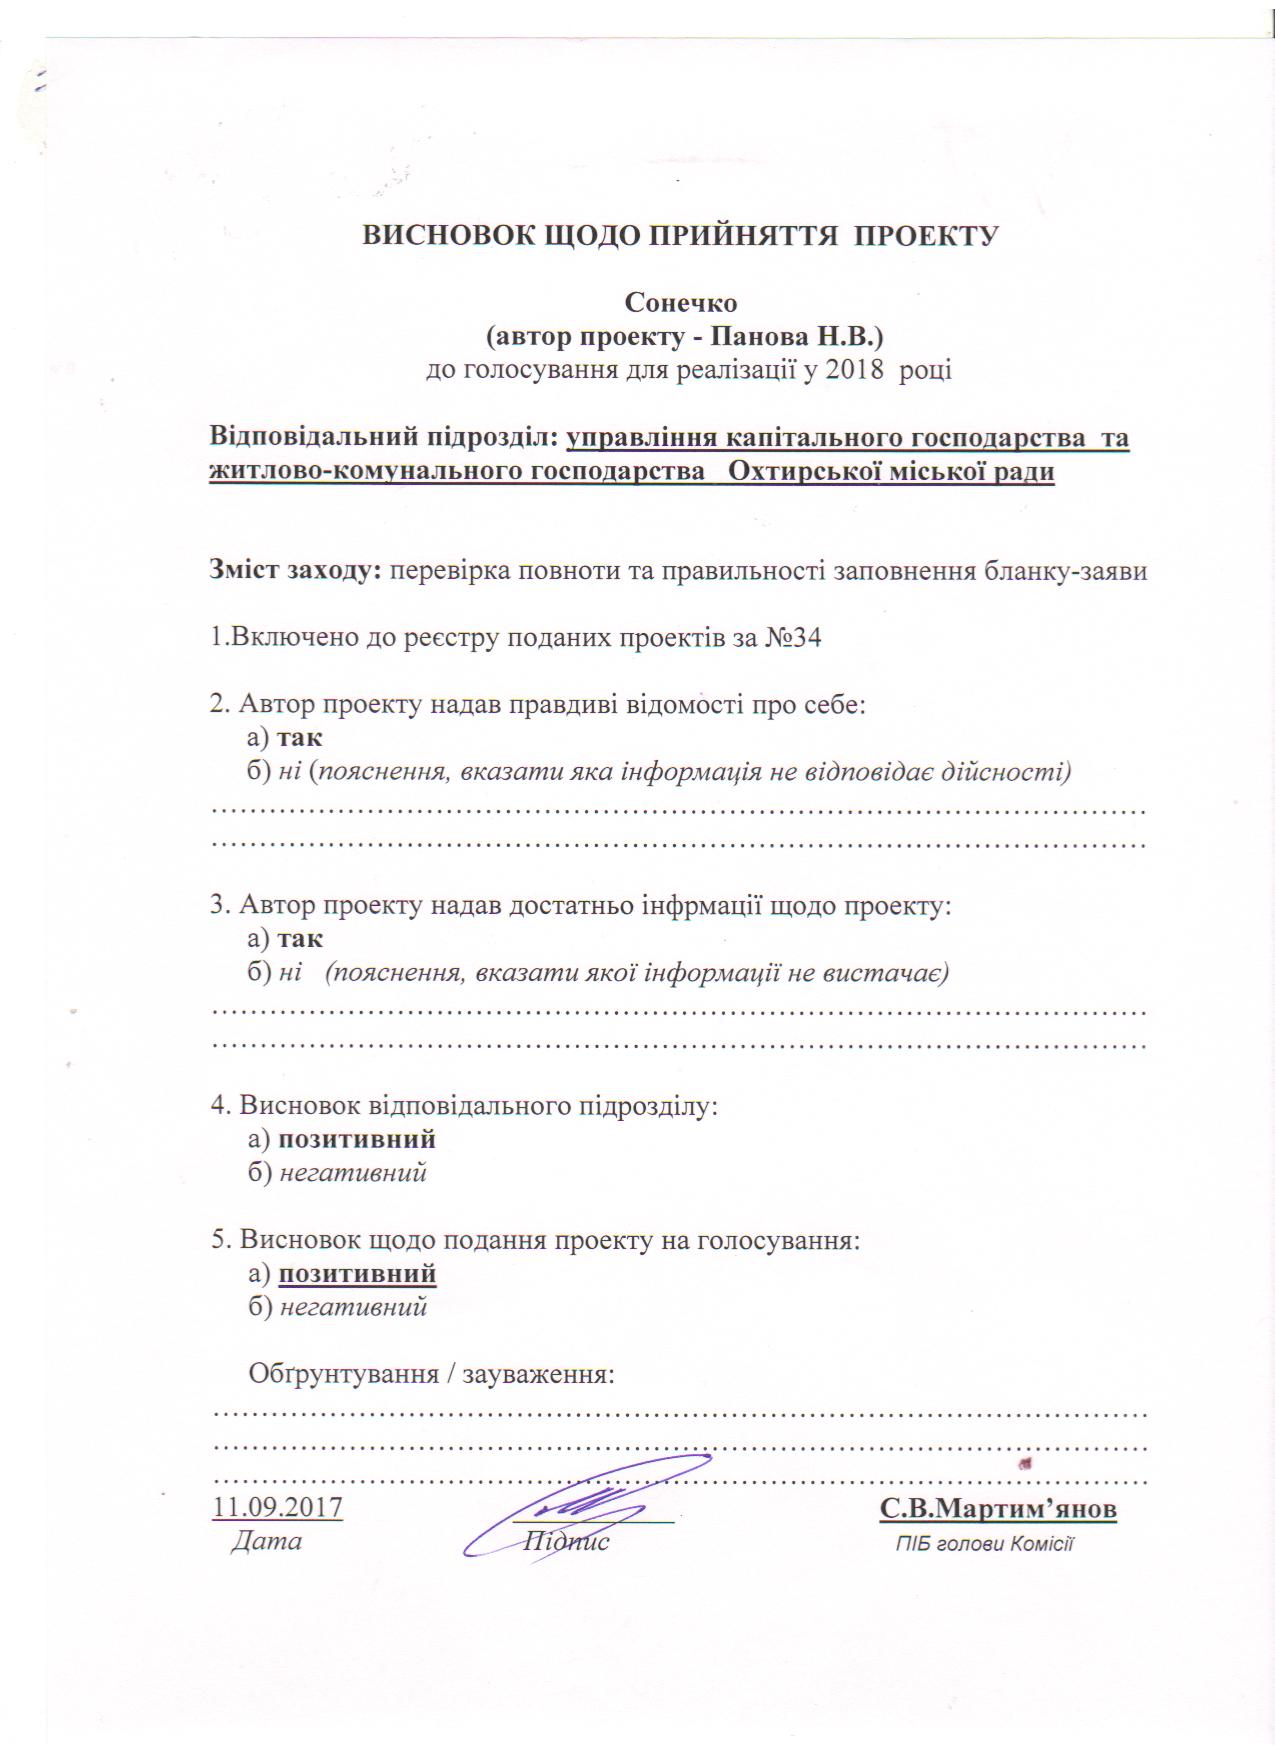 ВИСНОВОК ЩОДО ПРИЙНЯТТЯ ПРОЕКТУ
Сонечко
(автор проекту - Панова Н.В.)
до голосування для реалізації у 2018 році
Відповідальний підрозділ: управління капітального господарства та
житлово-комунального господарства Охтирської міської ради
Зміст заходу: перевірка повноти та правильності заповнення бланку-заяви
1.Включено до реєстру поданих проектів за №34
2. Автор проекту надав правдиві відомості про себе:
а) так
б) ні (пояснення, вказати яка інформація не відповідає дійсності)
……………………………………………………………………………………
……………………………………………………………………………………
3. Автор проекту надав достатньо інфрмації щодо проекту:
а) так
б) ні (пояснення, вказати якої інформації не вистачає)
……………………………………………………………………………………
……………………………………………………………………………………
4. Висновок відповідального підрозділу:
а) позитивний
б) негативний
5. Висновок щодо подання проекту на голосування:
а) позитивний
б) негативний
Обґрунтування / зауваження:
……………………………………………………………………………………
……………………………………………………………………………………
……………………………………………………………………………………
11.09.2017 ____________ С.В.Мартим’янов
Дата Підпис ПІБ голови Комісії